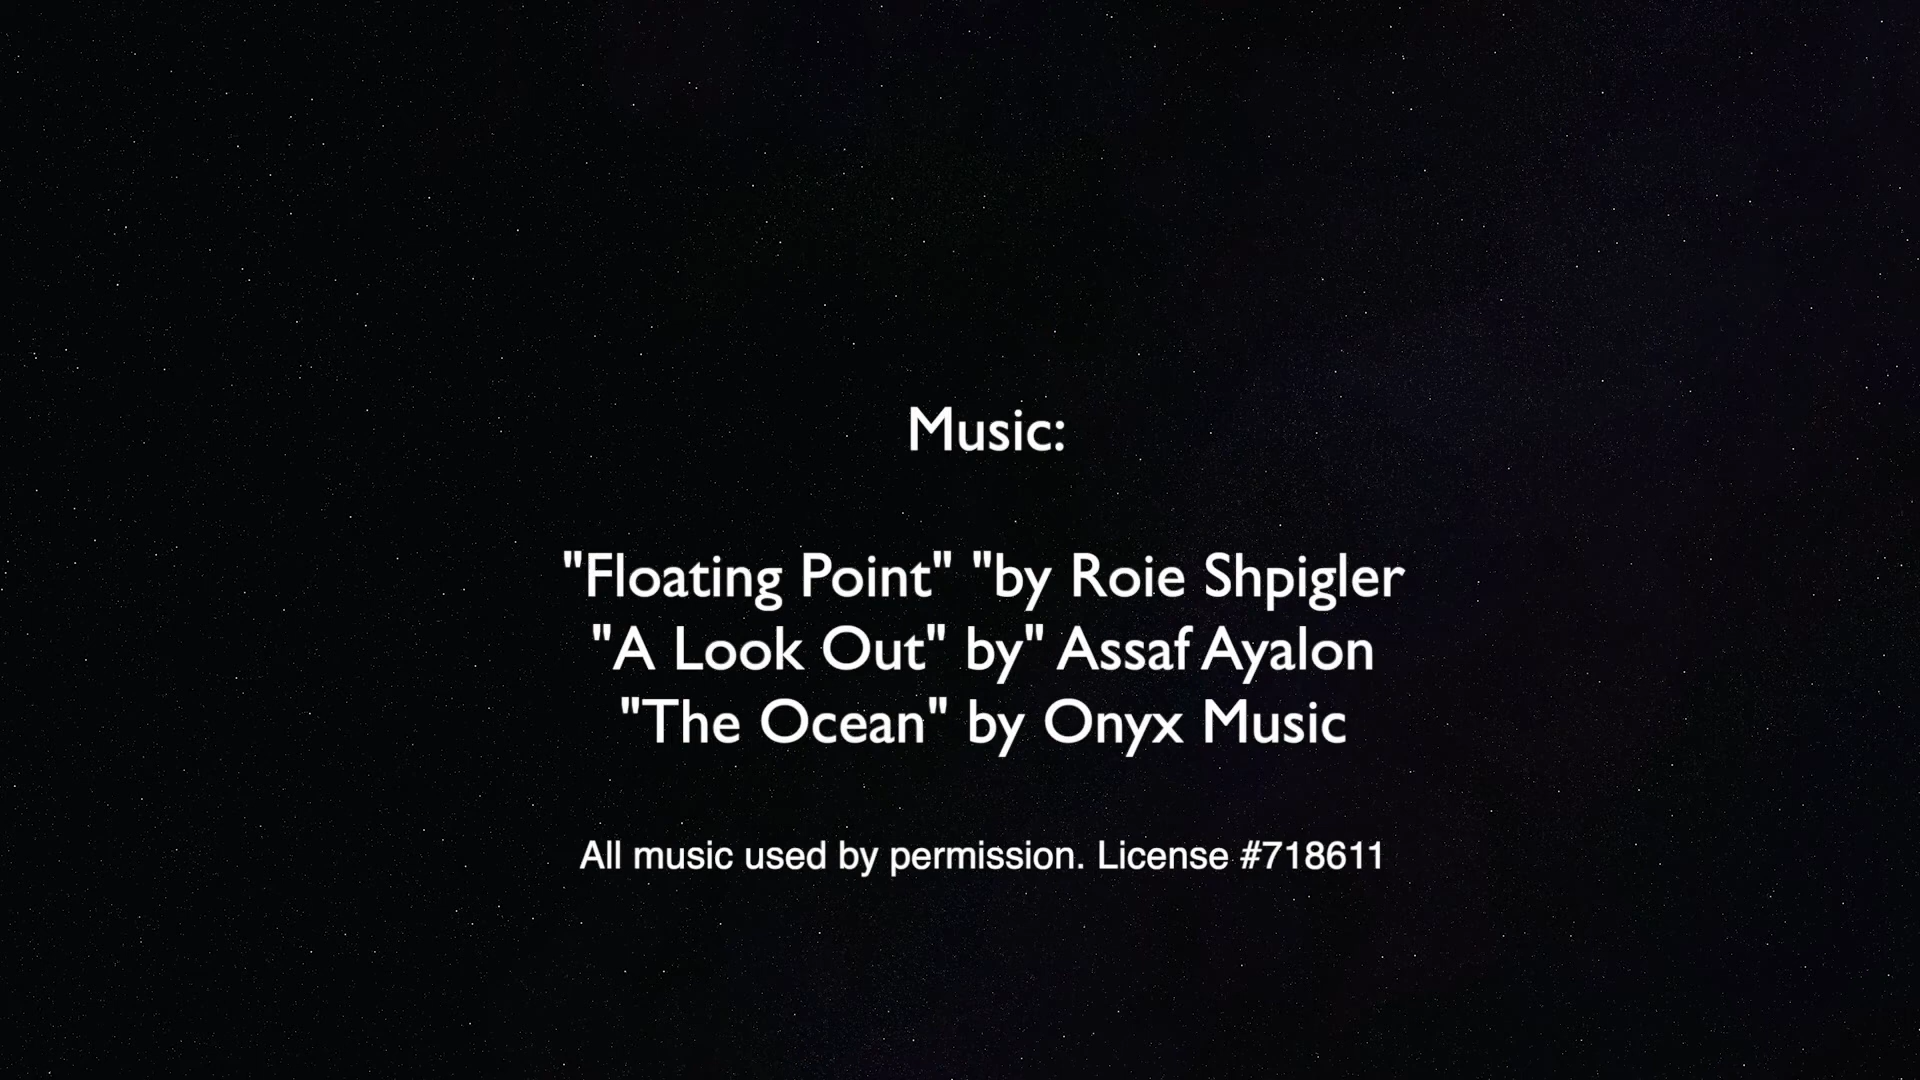 Music:
"Floating Point" "by Roie Shpigler
"A Look Out" by" Assaf Ayalon
"The Ocean" by Onyx Music
All music used by permission. License #718611